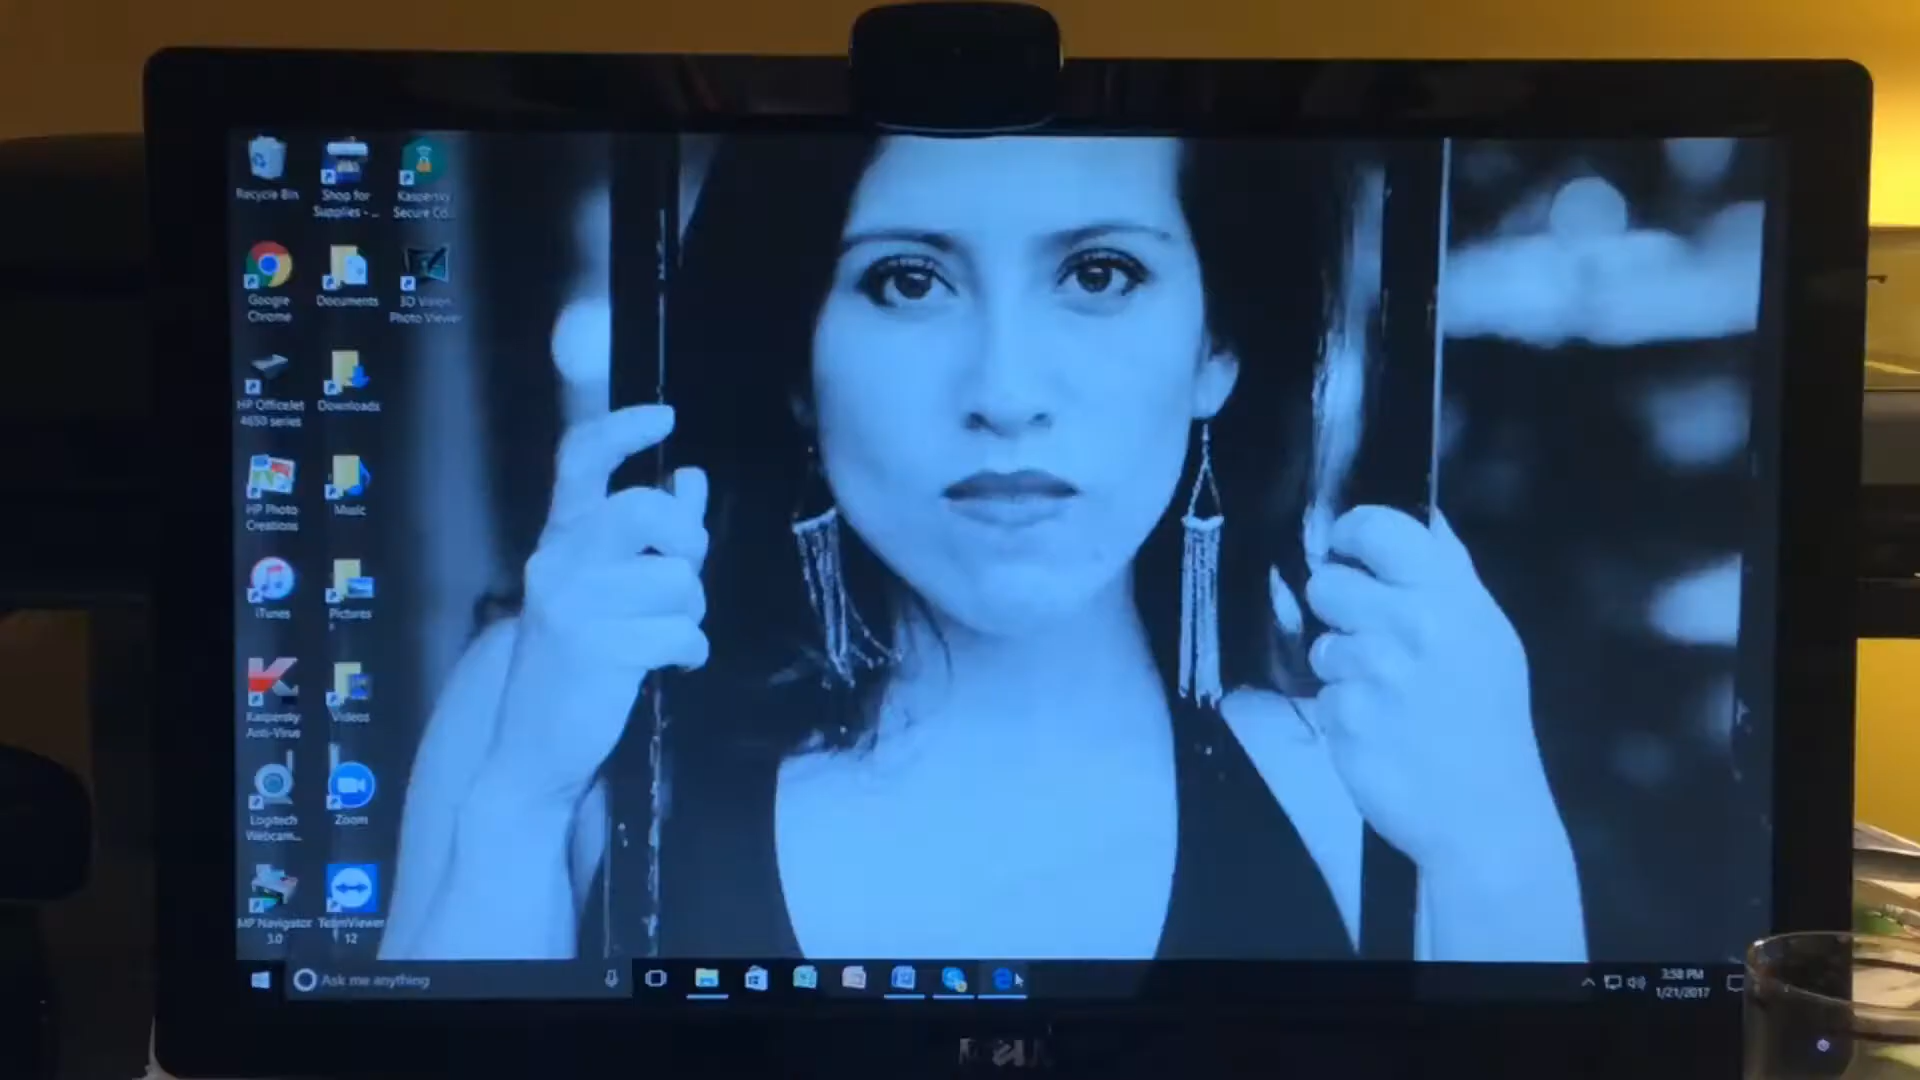 Recycle Bin
Shop for
Supplies - ...
Kaspersky
Secure Co...
Google
Chrome
Documents
3D Vision
Photo Viewer
HP OfficeJet
4650 series
Downloads
HP Photo
Creations
Music
iTunes
Pictures
Kaspersky
Anti-Virus
Videos
Logitech
Webcam...
Zoom
MP Navigator
3.0
TeamViewer
12
Ask me anything
3:58 PM
1/21/2017
DELL